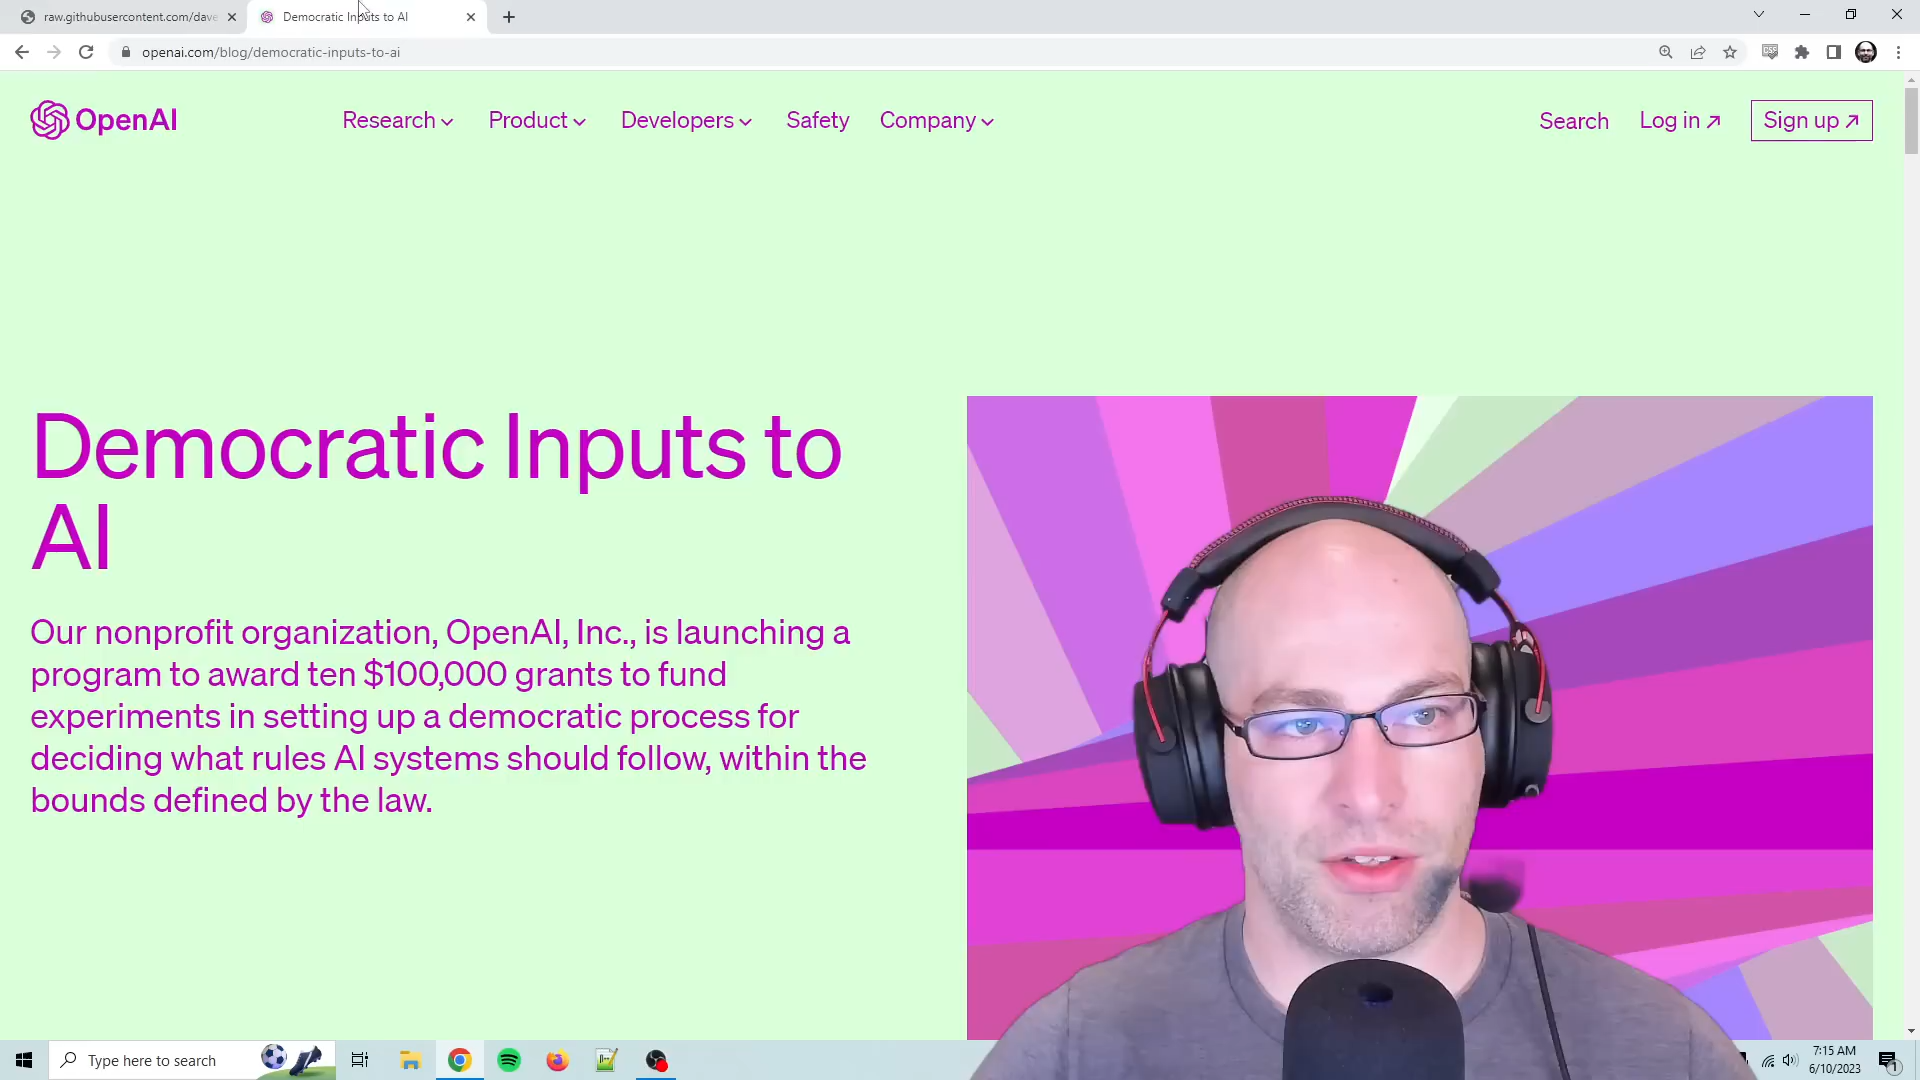 raw.githubusercontent.com/dave
Democratic Inputs to AI
openai.com/blog/democratic-inputs-to-ai
OpenAI
Research
Product
Developers
Safety
Company
Search
Log in
Sign up
Democratic Inputs to
AI
Our nonprofit organization, OpenAI, Inc., is launching a
program to award ten $100,000 grants to fund
experiments in setting up a democratic process for
deciding what rules AI systems should follow, within the
bounds defined by the law.
Type here to search
7:15 AM
6/10/2023
1